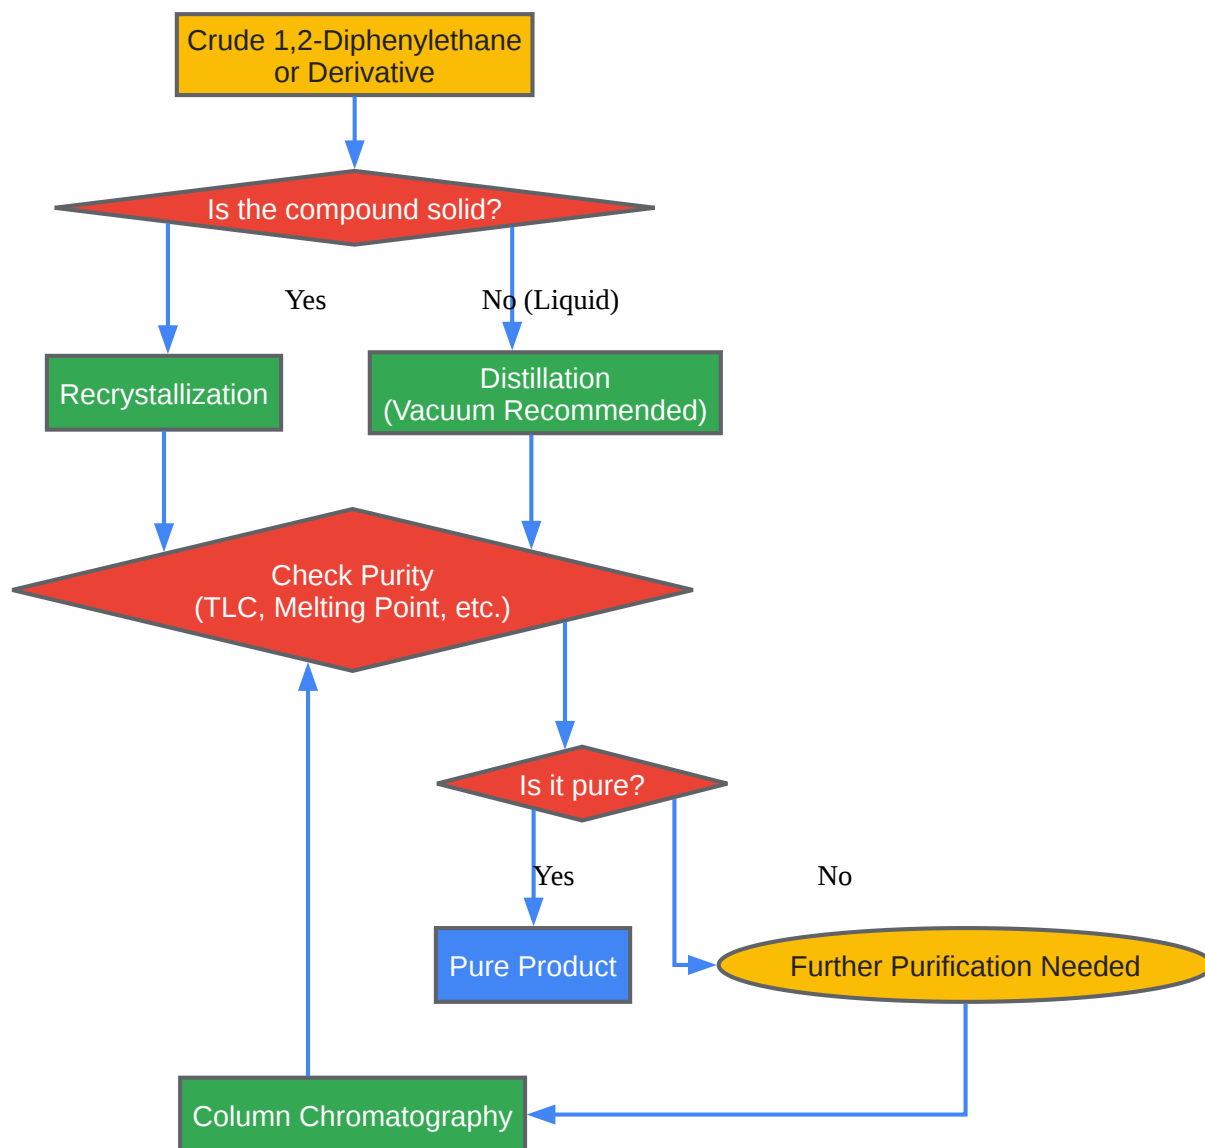 Crude 1,2-Diphenylethane
or Derivative
Is the compound solid?
Yes
No (Liquid)
Recrystallization
Distillation
(Vacuum Recommended)
Check Purity
(TLC, Melting Point, etc.)
Is it pure?
Yes
No
Pure Product
Further Purification Needed
Column Chromatography